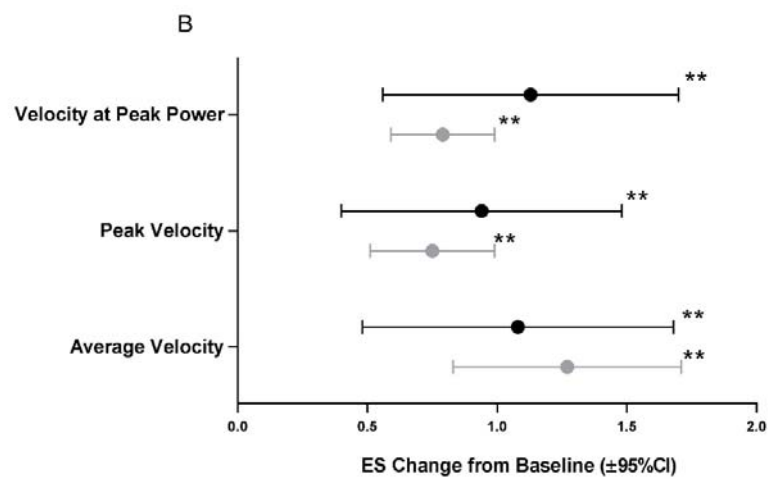 B
Velocity at Peak Power
**
**
Peak Velocity
**
**
Average Velocity
**
**
0.0 0.5 1.0 1.5 2.0
ES Change from Baseline (±95%CI)